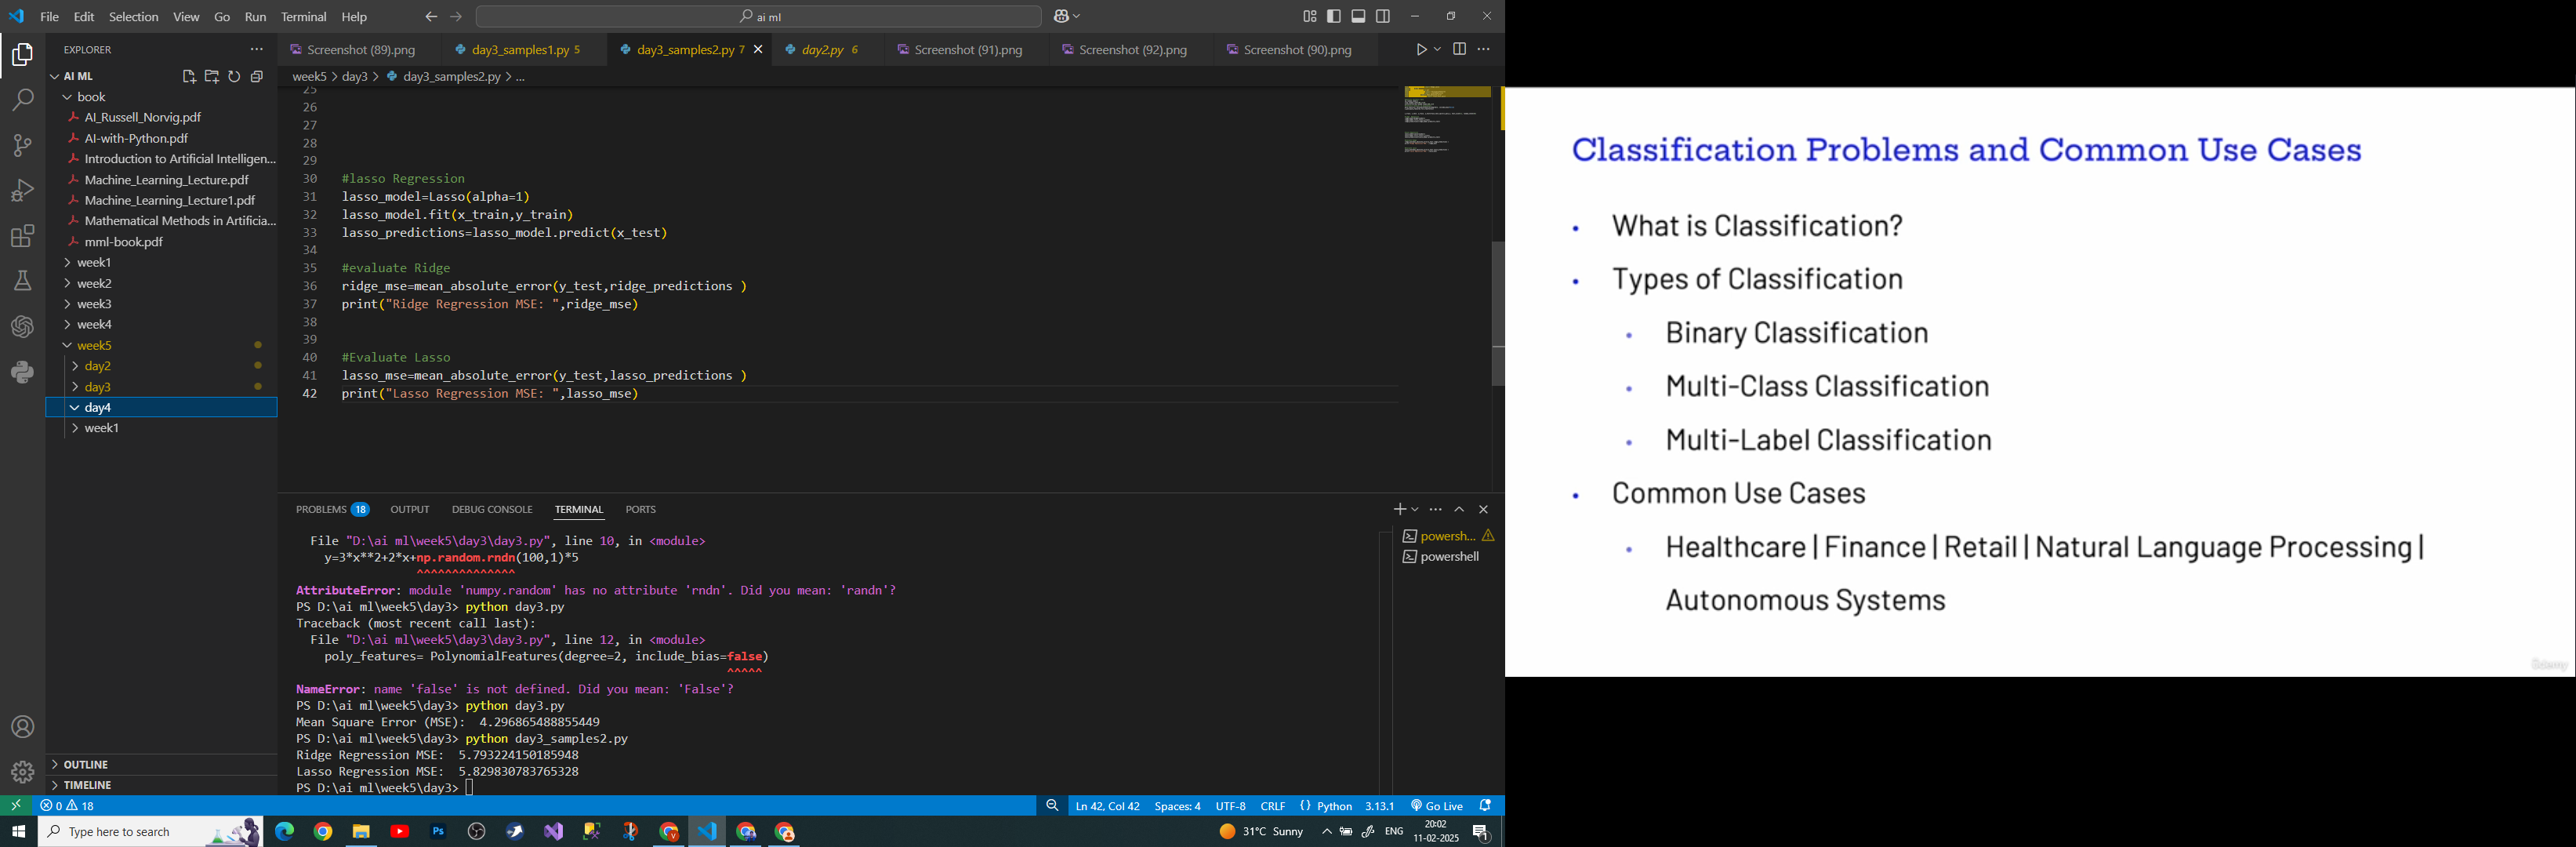 File Edit Selection View Go Run Terminal Help
ai ml
EXPLORER
AI ML
book
AI_Russell_Norvig.pdf
AI-with-Python.pdf
Introduction to Artificial Intelligen...
Machine_Learning_Lecture.pdf
Machine_Learning_Lecture1.pdf
Mathematical Methods in Artificia...
mml-book.pdf
week1
week2
week3
week4
week5
day2
day3
day4
week1
OUTLINE
TIMELINE
Screenshot (89).png day3_samples1.py 5 day3_samples2.py 7 day2.py 6 Screenshot (91).png Screenshot (92).png Screenshot (90).png
week5 > day3 > day3_samples2.py > ...
25
26
27
28
29
30 #lasso Regression
31 lasso_model=Lasso(alpha=1)
32 lasso_model.fit(x_train,y_train)
33 lasso_predictions=lasso_model.predict(x_test)
34
35 #evaluate Ridge
36 ridge_mse=mean_absolute_error(y_test,ridge_predictions )
37 print("Ridge Regression MSE: ",ridge_mse)
38
39
40 #Evaluate Lasso
41 lasso_mse=mean_absolute_error(y_test,lasso_predictions )
42 print("Lasso Regression MSE: ",lasso_mse)
PROBLEMS 18 OUTPUT DEBUG CONSOLE TERMINAL PORTS
File "D:\ai ml\week5\day3\day3.py", line 10, in <module>
y=3*x**2+2*x+np.random.rndn(100,1)*5
^^^^^^^^^^^^^^
AttributeError: module 'numpy.random' has no attribute 'rndn'. Did you mean: 'randn'?
PS D:\ai ml\week5\day3> python day3.py
Traceback (most recent call last):
File "D:\ai ml\week5\day3\day3.py", line 12, in <module>
poly_features= PolynomialFeatures(degree=2, include_bias=false)
^^^^^
NameError: name 'false' is not defined. Did you mean: 'False'?
PS D:\ai ml\week5\day3> python day3.py
Mean Square Error (MSE):  4.296865488855449
PS D:\ai ml\week5\day3> python day3_samples2.py
Ridge Regression MSE:  5.793224150185948
Lasso Regression MSE:  5.829830783765328
PS D:\ai ml\week5\day3>
powersh...
powershell
0 18
Ln 42, Col 42 Spaces: 4 UTF-8 CRLF {} Python 3.13.1 Go Live
Type here to search
Ps
31°C Sunny
ENG
20:02
11-02-2025
1
Classification Problems and Common Use Cases
• What is Classification?
• Types of Classification
• Binary Classification
• Multi-Class Classification
• Multi-Label Classification
• Common Use Cases
• Healthcare | Finance | Retail | Natural Language Processing |
Autonomous Systems
Udemy